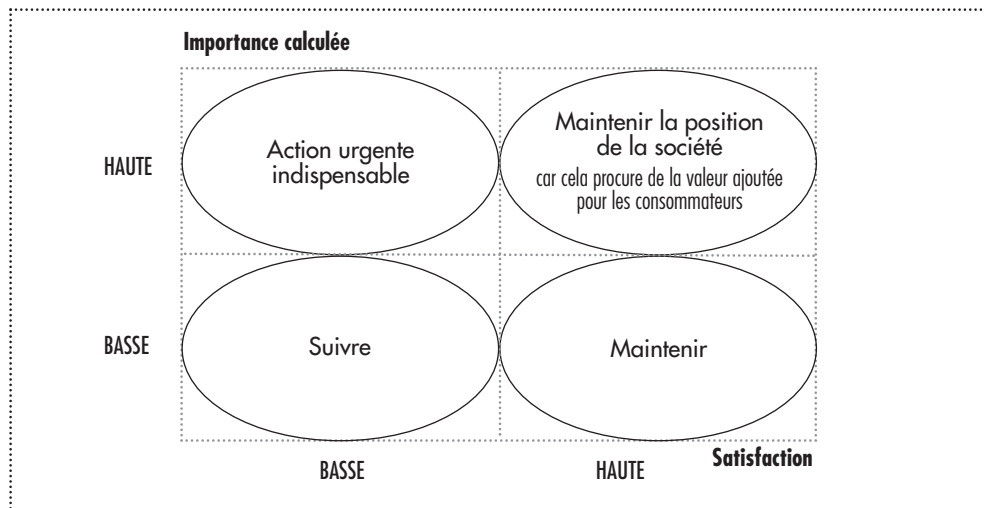 Importance calculée
HAUTE
Action urgente
indispensable
Maintenir la position
de la société
car cela procure de la valeur ajoutée
pour les consommateurs
BASSE
Suivre
Maintenir
BASSE
HAUTE
Satisfaction